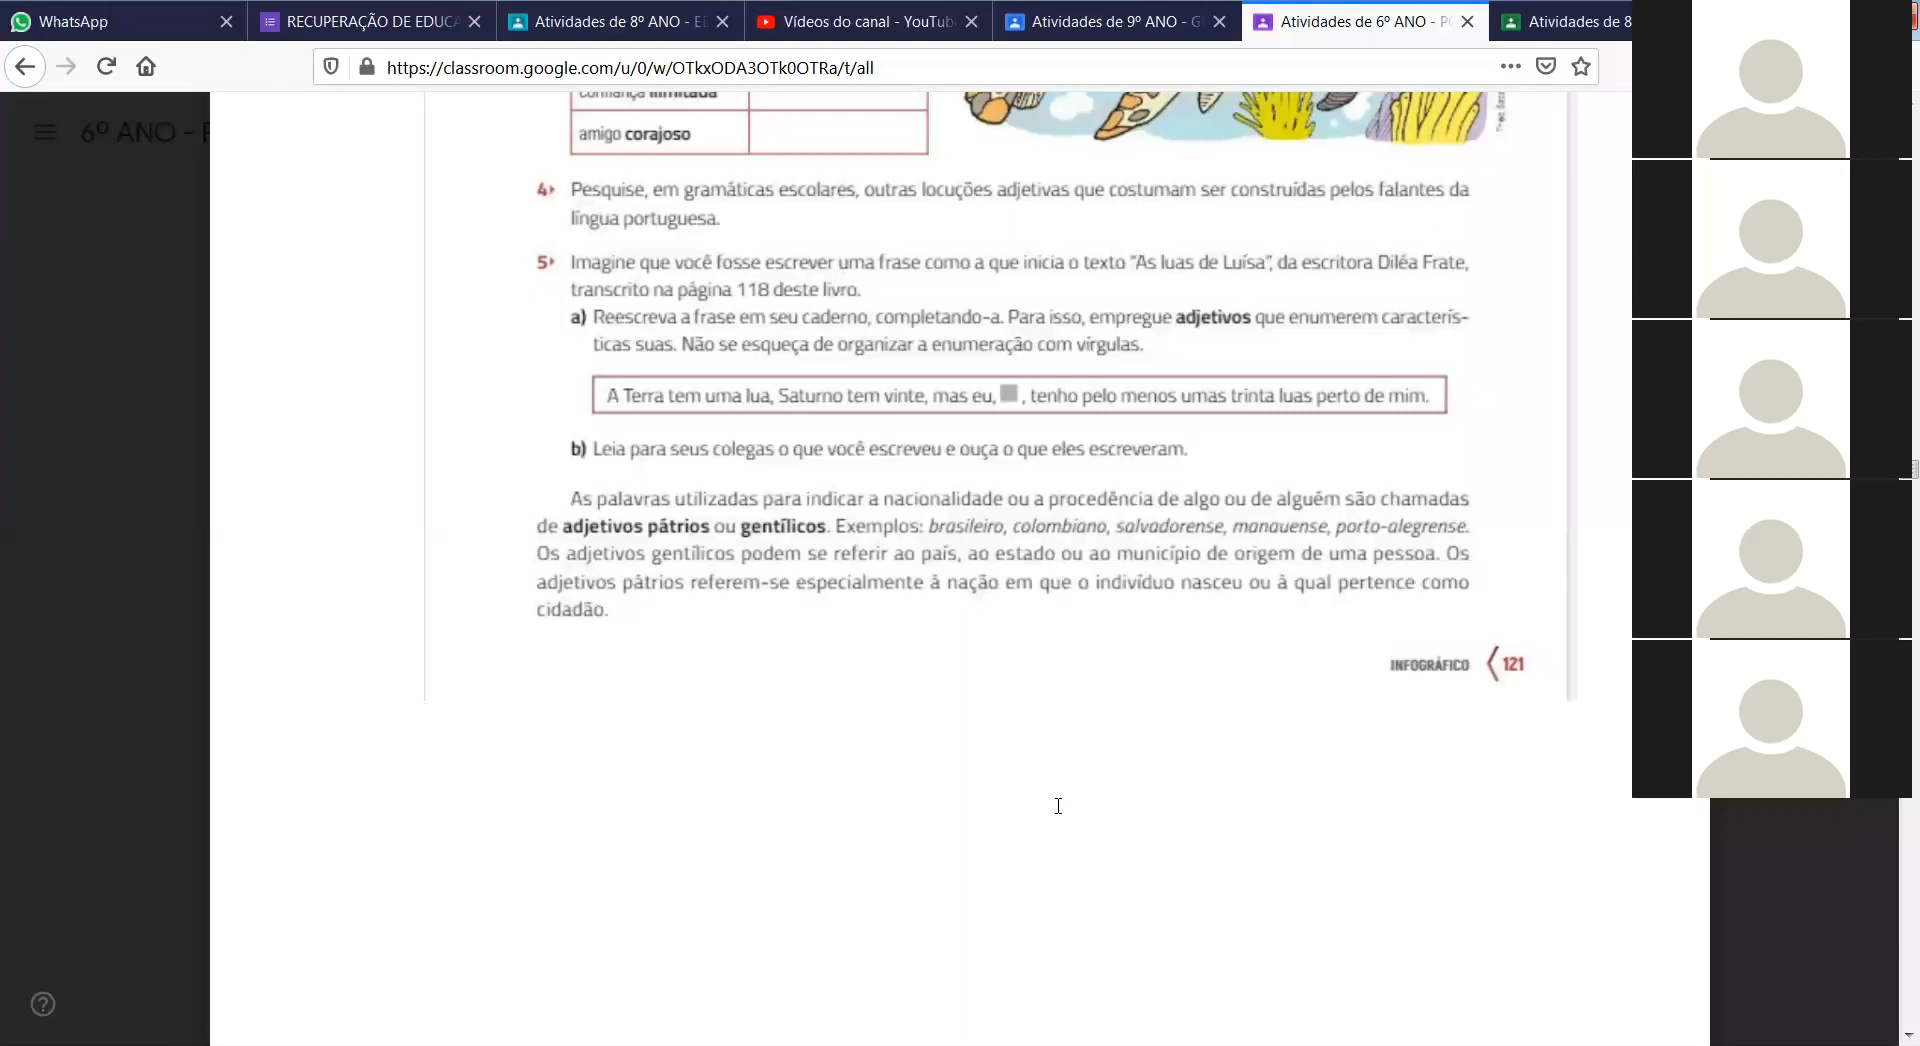 WhatsApp
RECUPERAÇÃO DE EDUCA
Atividades de 8º ANO - E
Vídeos do canal - YouTub
Atividades de 9º ANO - G
Atividades de 6º ANO - PO
Atividades de 8
https://classroom.google.com/u/0/w/OTkxODA3OTk0OTRa/t/all
6º ANO - P
confiança ilimitada
amigo corajoso
4 Pesquise, em gramáticas escolares, outras locuções adjetivas que costumam ser construídas pelos falantes da
língua portuguesa.
5 Imagine que você fosse escrever uma frase como a que inicia o texto "As luas de Luísa", da escritora Diléa Frate,
transcrito na página 118 deste livro.
a) Reescreva a frase em seu caderno, completando-a. Para isso, empregue adjetivos que enumerem caracterís-
ticas suas. Não se esqueça de organizar a enumeração com vírgulas.
A Terra tem uma lua, Saturno tem vinte, mas eu, , tenho pelo menos umas trinta luas perto de mim.
b) Leia para seus colegas o que você escreveu e ouça o que eles escreveram.
As palavras utilizadas para indicar a nacionalidade ou a procedência de algo ou de alguém são chamadas
de adjetivos pátrios ou gentílicos. Exemplos: brasileiro, colombiano, salvadorense, manauense, porto-alegrense.
Os adjetivos gentílicos podem se referir ao país, ao estado ou ao município de origem de uma pessoa. Os
adjetivos pátrios referem-se especialmente à nação em que o indivíduo nasceu ou à qual pertence como
cidadão.
INFOGRÁFICO 121